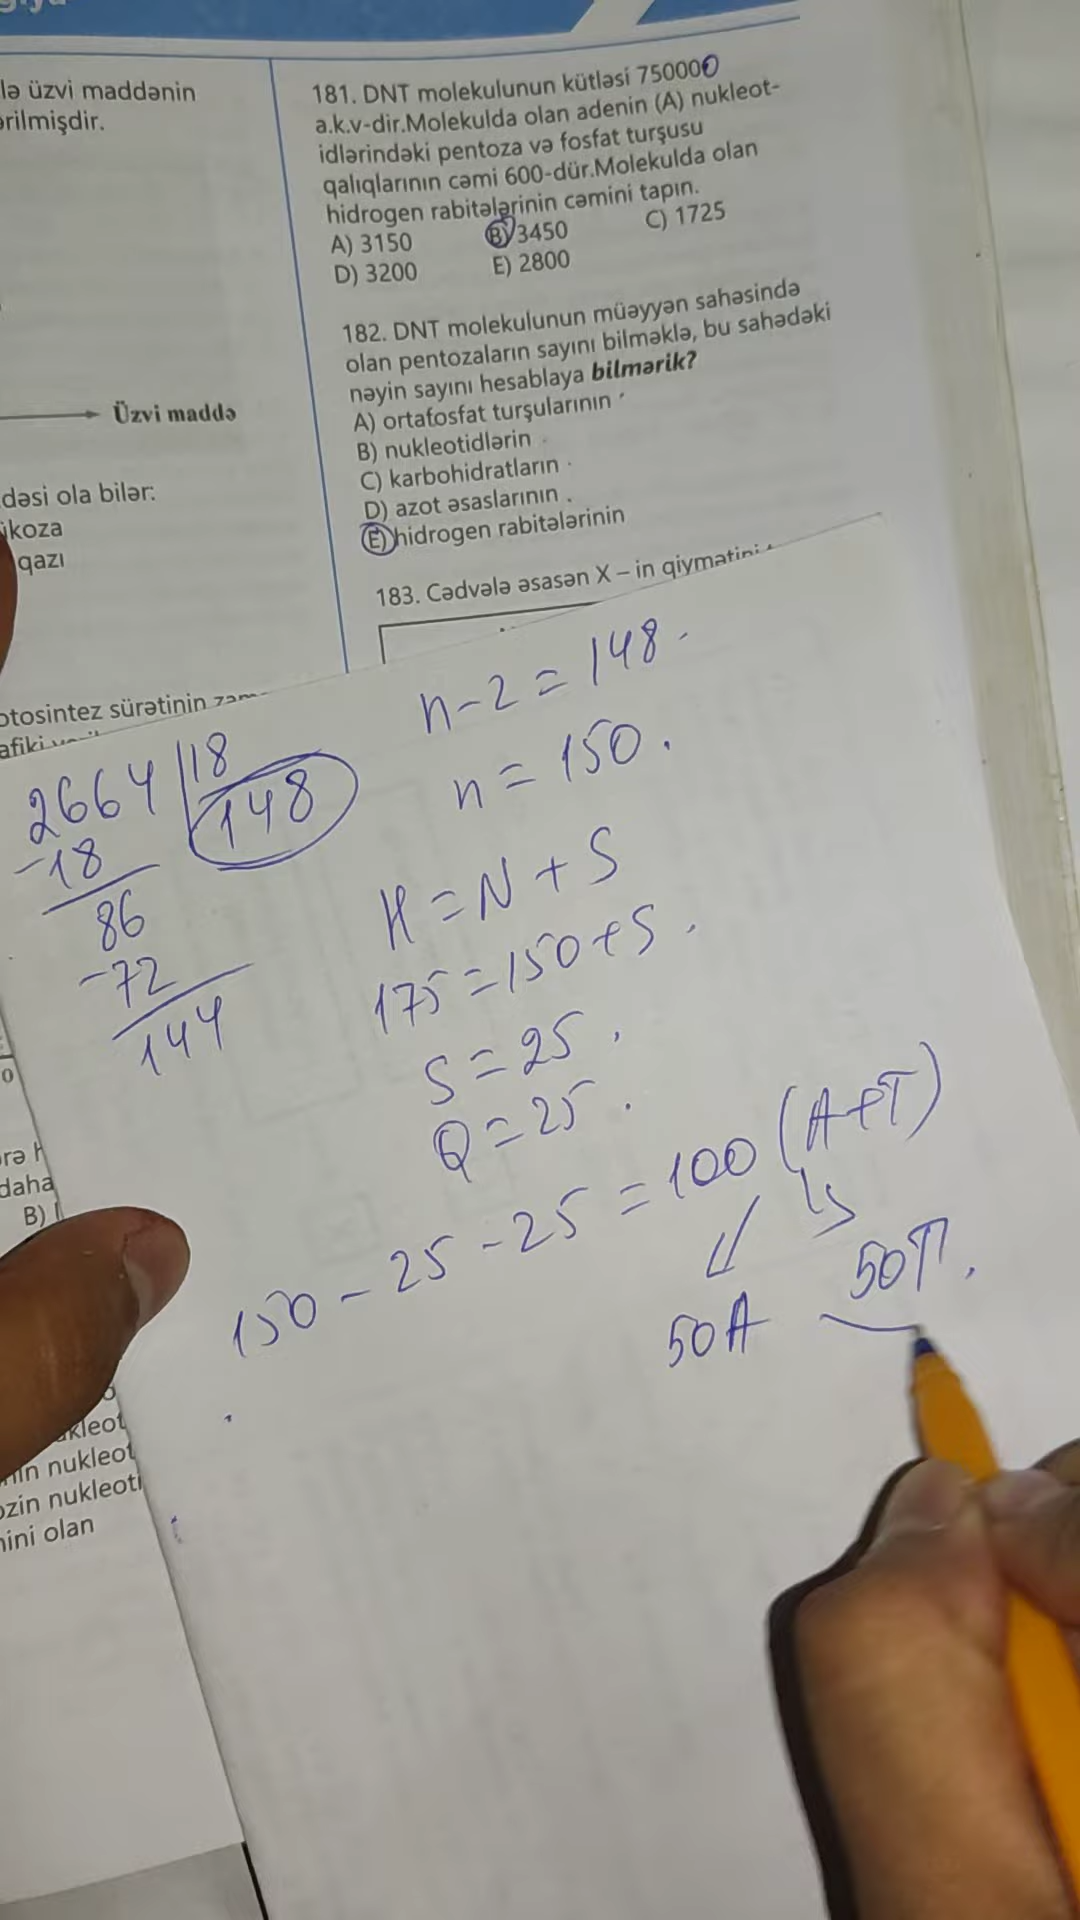 lə üzvi maddənin
ərilmişdir.
Üzvi maddə
dəsi ola bilər:
ikoza
qazı
otosintez sürətinin
181. DNT molekulunun kütləsi 750000
a.k.v-dir.Molekulda olan adenin (A) nukleot-
idlərindəki pentoza və fosfat turşusu
qalıqlarının cəmi 600-dür.Molekulda olan
hidrogen rabitələrinin cəmini tapın.
A) 3150 B) 3450 C) 1725
D) 3200 E) 2800
182. DNT molekulunun müəyyən sahəsində
olan pentozaların sayını bilməklə, bu sahədəki
nəyin sayını hesablaya bilmərik?
A) ortafosfat turşularının
B) nukleotidlərin
C) karbohidratların
D) azot əsaslarının
E) hidrogen rabitələrinin
183. Cədvələ əsasən X – in qiymətini
2664 18
148
-18
86
-72
144
n-2=148.
n=150.
H=N+S
175=150+S.
S=25.
Q=25.
150-25-25=100 (A+T)
50A 50T.
daha
B)
nukleot
ozin nukleoti
nini olan